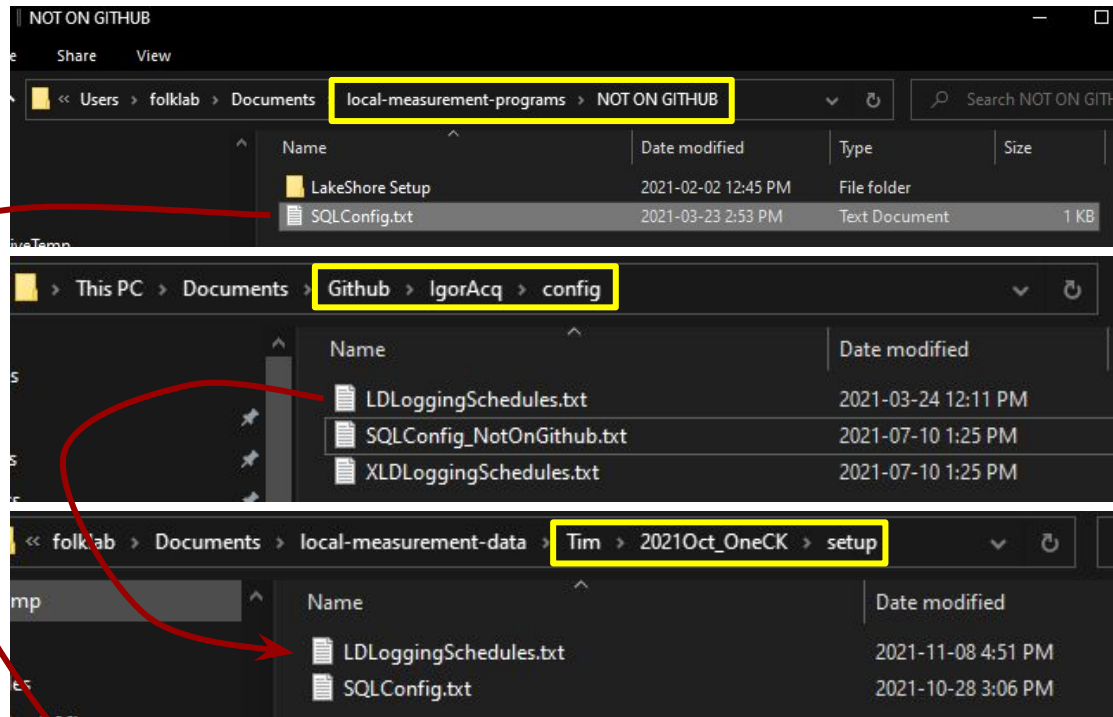 NOT ON GITHUB
Share View
« Users > folklab > Documents local-measurement-programs > NOT ON GITHUB Search NOT ON GITH
Name Date modified Type Size
LakeShore Setup 2021-02-02 12:45 PM File folder
SQLConfig.txt 2021-03-23 2:53 PM Text Document 1 KB
> This PC > Documents > Github > IgorAcq > config
Name Date modified
LDLoggingSchedules.txt 2021-03-24 12:11 PM
SQLConfig_NotOnGithub.txt 2021-07-10 1:25 PM
XLDLoggingSchedules.txt 2021-07-10 1:25 PM
« folklab > Documents > local-measurement-data > Tim > 2021Oct_OneCK > setup
mp Name Date modified
LDLoggingSchedules.txt 2021-11-08 4:51 PM
SQLConfig.txt 2021-10-28 3:06 PM